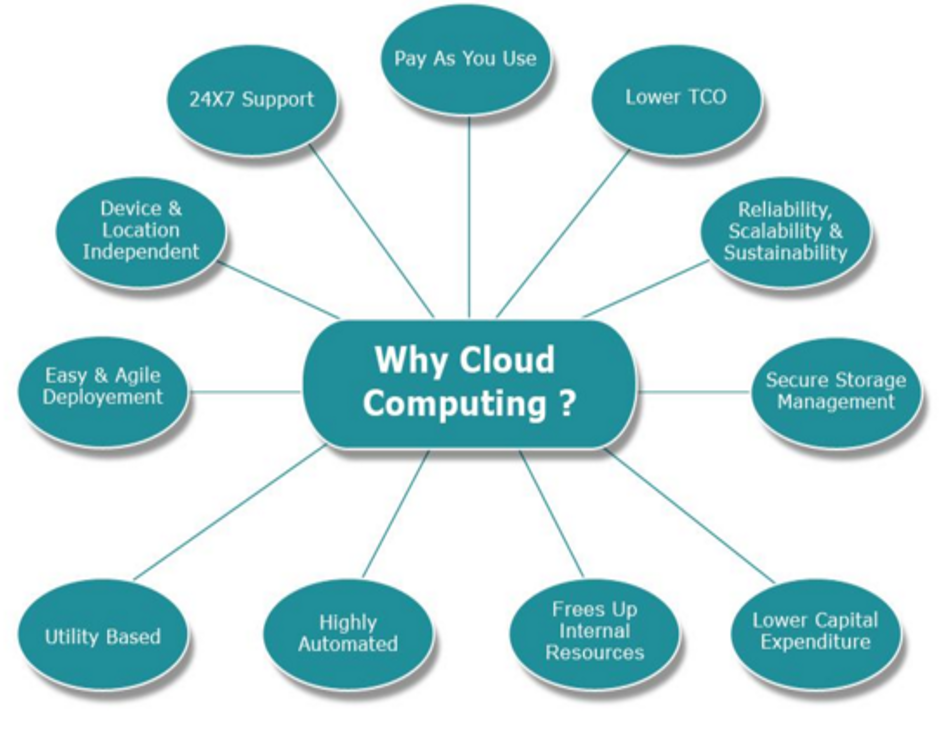 Pay As You Use
24X7 Support
Lower TCO
Device &
Location
Independent
Reliability,
Scalability &
Sustainability
Why Cloud
Computing ?
Easy & Agile
Deployement
Secure Storage
Management
Utility Based
Highly
Automated
Frees Up
Internal
Resources
Lower Capital
Expenditure